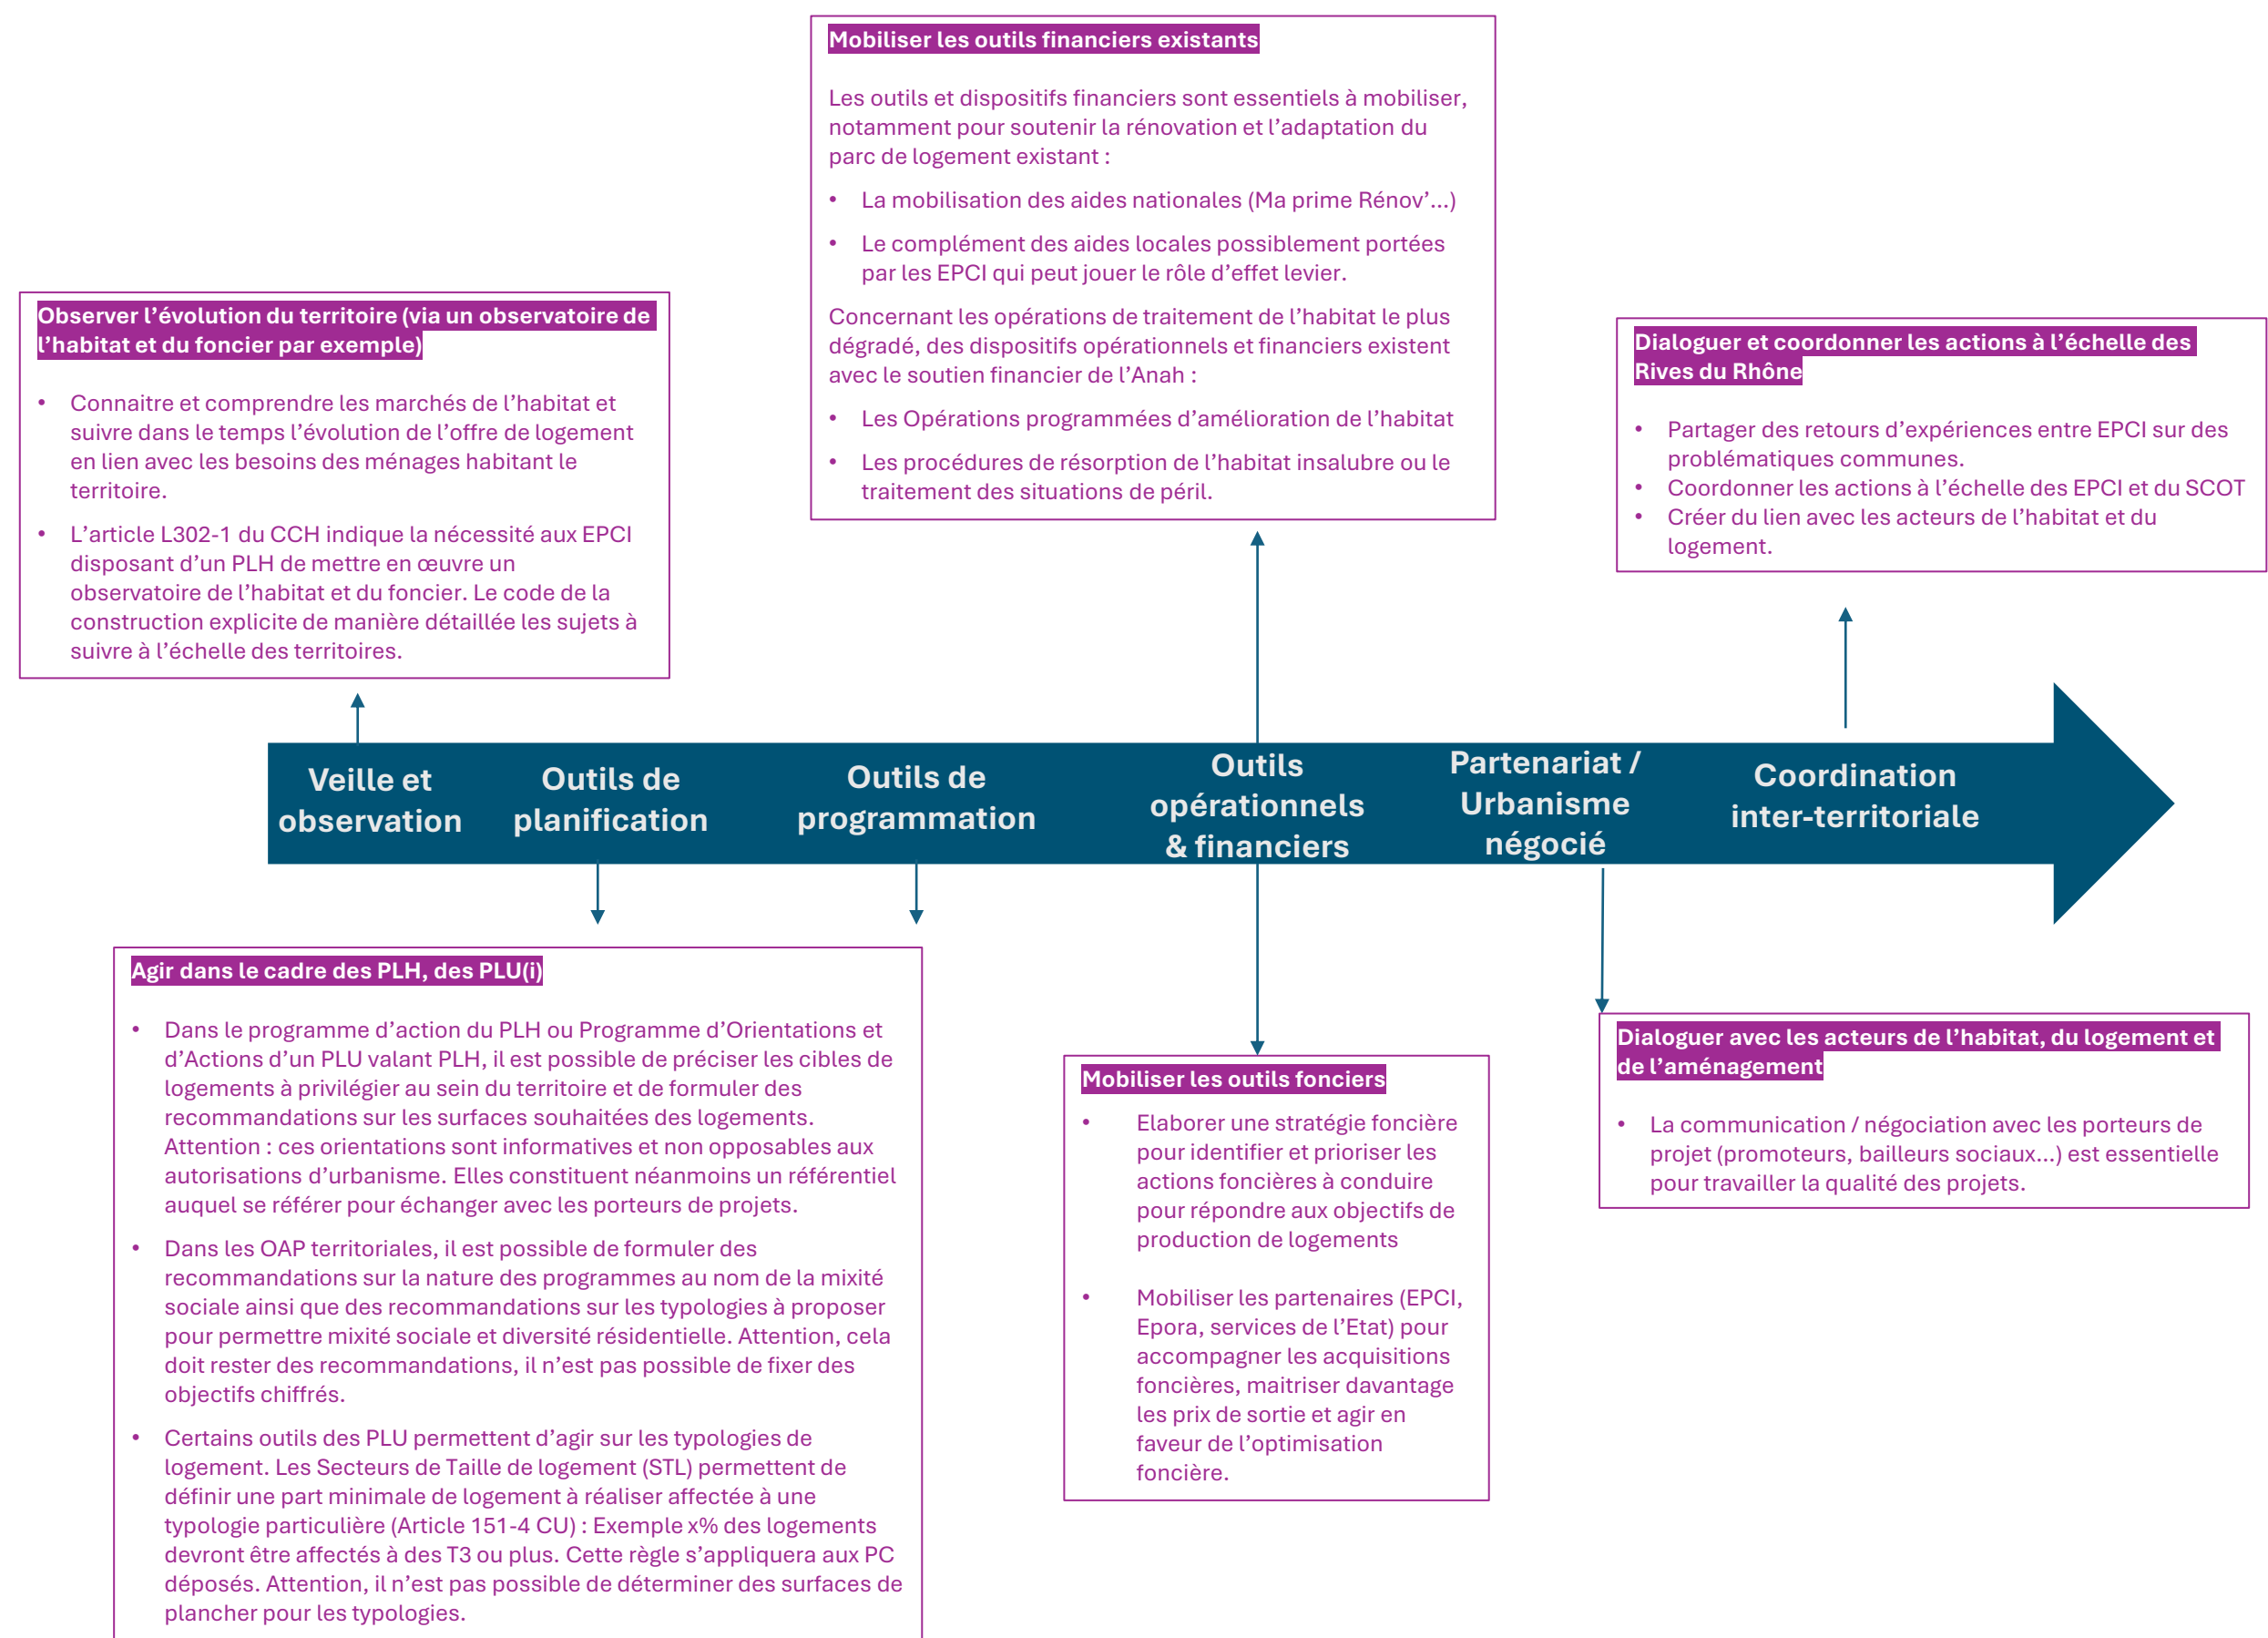 Mobiliser les outils financiers existants
Les outils et dispositifs financiers sont essentiels à mobiliser,
notamment pour soutenir la rénovation et l'adaptation du
parc de logement existant :
• La mobilisation des aides nationales (Ma prime Rénov'…)
• Le complément des aides locales possiblement portées
par les EPCI qui peut jouer le rôle d'effet levier.
Concernant les opérations de traitement de l'habitat le plus
dégradé, des dispositifs opérationnels et financiers existent
avec le soutien financier de l'Anah :
• Les Opérations programmées d'amélioration de l'habitat
• Les procédures de résorption de l'habitat insalubre ou le
traitement des situations de péril.
Observer l'évolution du territoire (via un observatoire de
l'habitat et du foncier par exemple)
• Connaitre et comprendre les marchés de l'habitat et
suivre dans le temps l'évolution de l'offre de logement
en lien avec les besoins des ménages habitant le
territoire.
• L'article L302-1 du CCH indique la nécessité aux EPCI
disposant d'un PLH de mettre en œuvre un
observatoire de l'habitat et du foncier. Le code de la
construction explicite de manière détaillée les sujets à
suivre à l'échelle des territoires.
Dialoguer et coordonner les actions à l'échelle des
Rives du Rhône
• Partager des retours d'expériences entre EPCI sur des
problématiques communes.
• Coordonner les actions à l'échelle des EPCI et du SCOT
• Créer du lien avec les acteurs de l'habitat et du
logement.
Veille et
observation
Outils de
planification
Outils de
programmation
Outils
opérationnels
& financiers
Partenariat /
Urbanisme
négocié
Coordination
inter-territoriale
Agir dans le cadre des PLH, des PLU(i)
• Dans le programme d'action du PLH ou Programme d'Orientations et
d'Actions d'un PLU valant PLH, il est possible de préciser les cibles de
logements à privilégier au sein du territoire et de formuler des
recommandations sur les surfaces souhaitées des logements.
Attention : ces orientations sont informatives et non opposables aux
autorisations d'urbanisme. Elles constituent néanmoins un référentiel
auquel se référer pour échanger avec les porteurs de projets.
• Dans les OAP territoriales, il est possible de formuler des
recommandations sur la nature des programmes au nom de la mixité
sociale ainsi que des recommandations sur les typologies à proposer
pour permettre mixité sociale et diversité résidentielle. Attention, cela
doit rester des recommandations, il n'est pas possible de fixer des
objectifs chiffrés.
• Certains outils des PLU permettent d'agir sur les typologies de
logement. Les Secteurs de Taille de logement (STL) permettent de
définir une part minimale de logement à réaliser affectée à une
typologie particulière (Article 151-4 CU) : Exemple x% des logements
devront être affectés à des T3 ou plus. Cette règle s'appliquera aux PC
déposés. Attention, il n'est pas possible de déterminer des surfaces de
plancher pour les typologies.
Mobiliser les outils fonciers
• Elaborer une stratégie foncière
pour identifier et prioriser les
actions foncières à conduire
pour répondre aux objectifs de
production de logements
• Mobiliser les partenaires (EPCI,
Epora, services de l'Etat) pour
accompagner les acquisitions
foncières, maitriser davantage
les prix de sortie et agir en
faveur de l'optimisation
foncière.
Dialoguer avec les acteurs de l'habitat, du logement et
de l'aménagement
• La communication / négociation avec les porteurs de
projet (promoteurs, bailleurs sociaux…) est essentielle
pour travailler la qualité des projets.